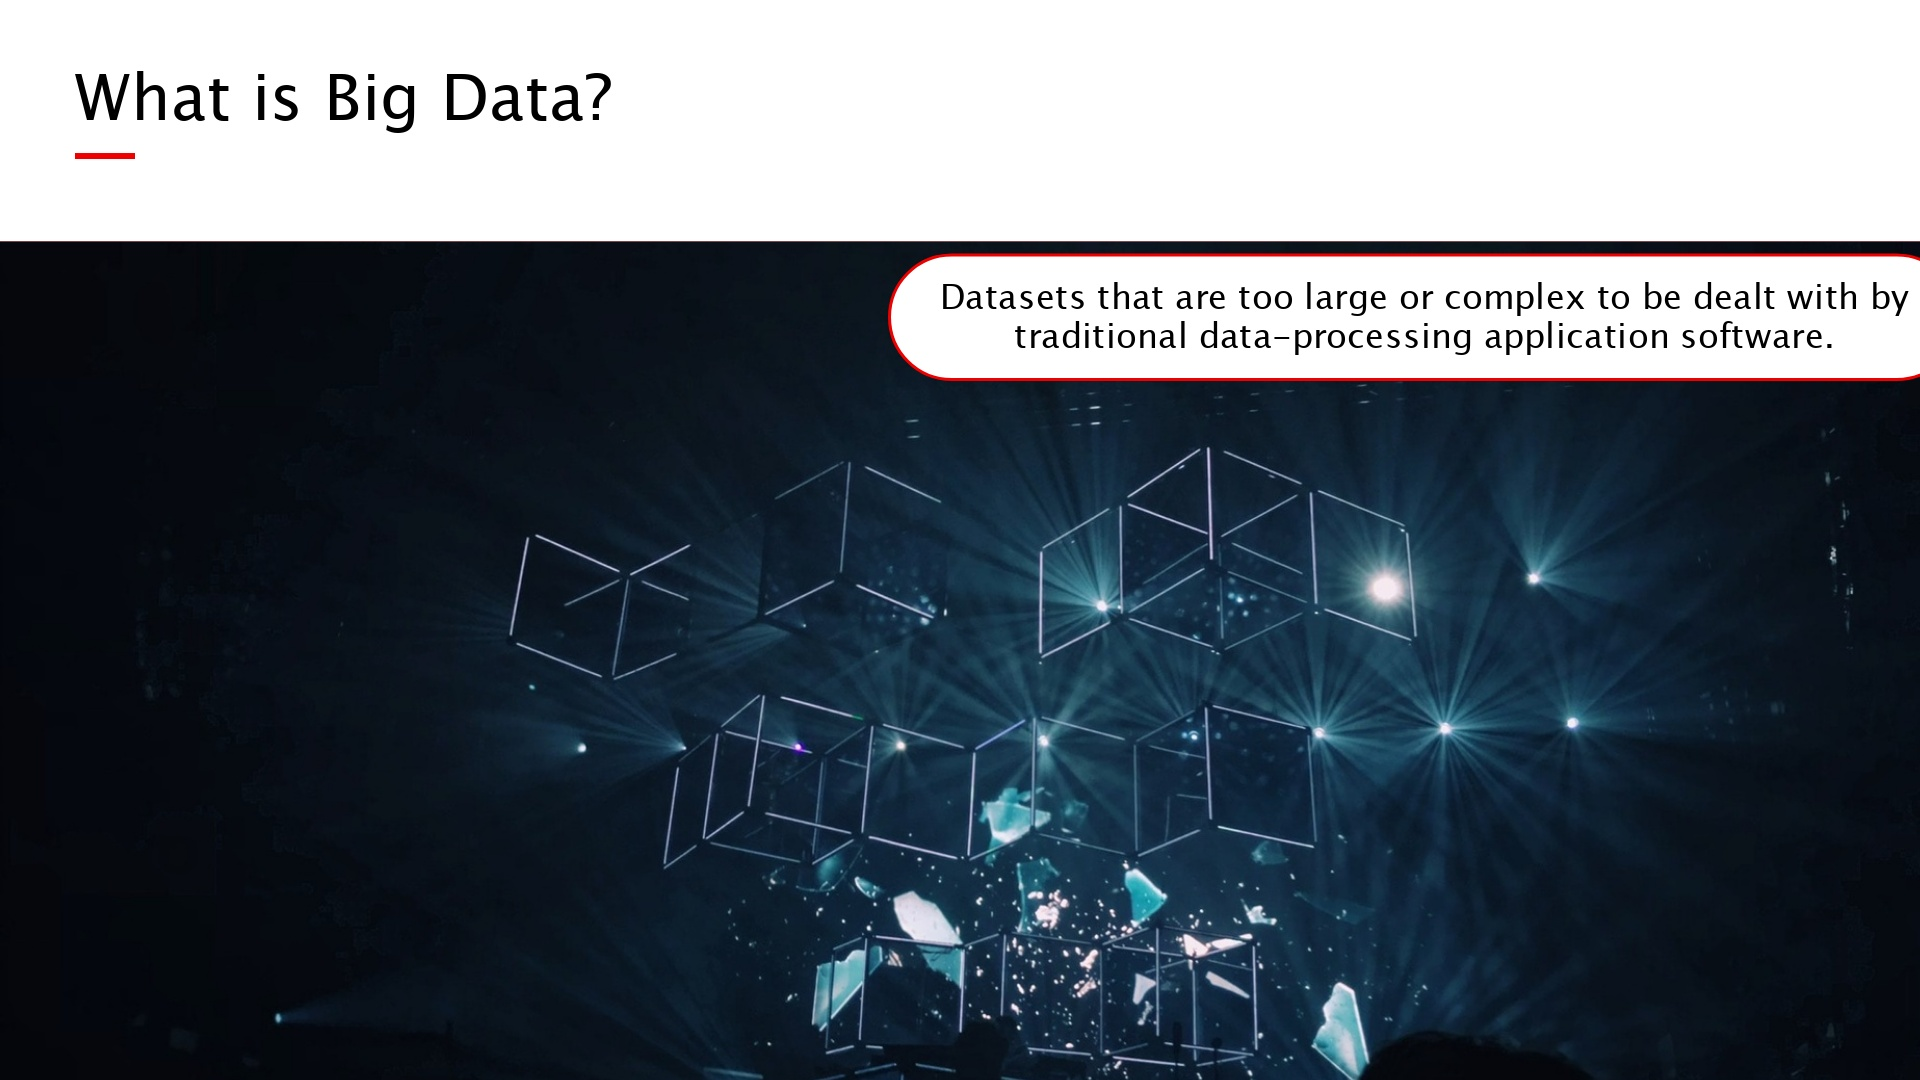 What is Big Data?
Datasets that are too large or complex to be dealt with by
traditional data-processing application software.